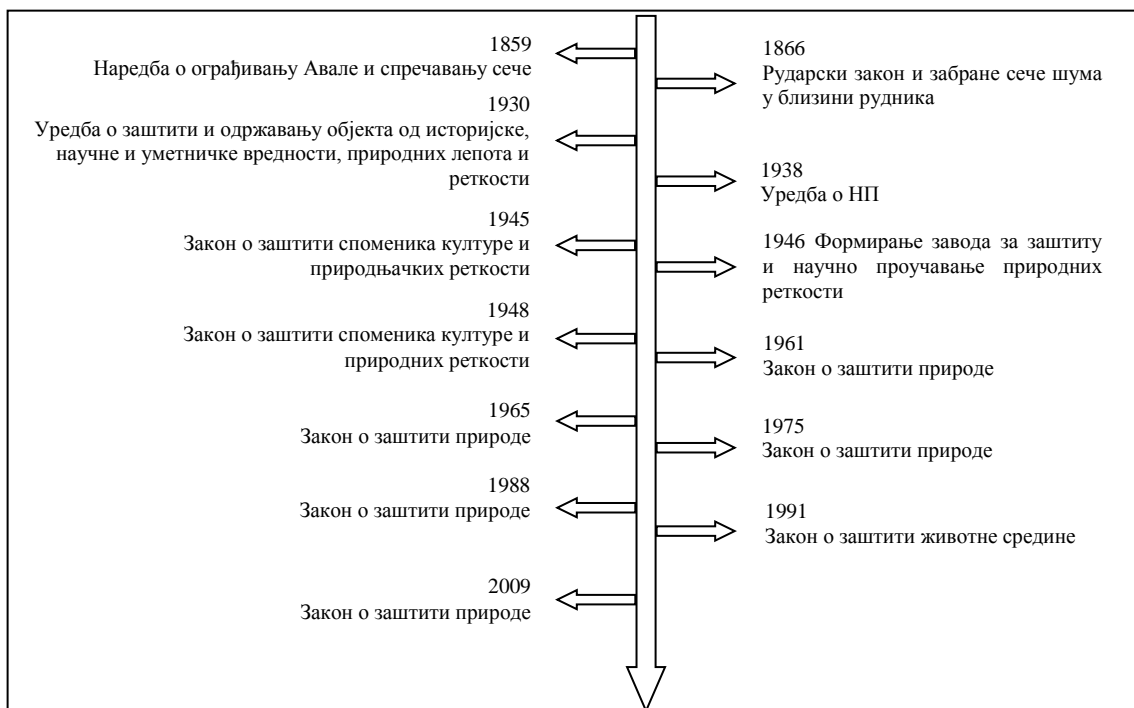 1859
Наредба о ограђивању Авале и спречавању сече
1866
Рударски закон и забране сече шума
у близини рудника
1930
Уредба о заштити и одржавању објекта од историјске,
научне и уметничке вредности, природних лепота и
реткости
1938
Уредба о НП
1945
Закон о заштити споменика културе и
природњачких реткости
1946 Формирање завода за заштиту
и научно проучавање природних
реткости
1948
Закон о заштити споменика културе и
природних реткости
1961
Закон о заштити природе
1965
Закон о заштити природе
1975
Закон о заштити природе
1988
Закон о заштити природе
1991
Закон о заштити животне средине
2009
Закон о заштити природе